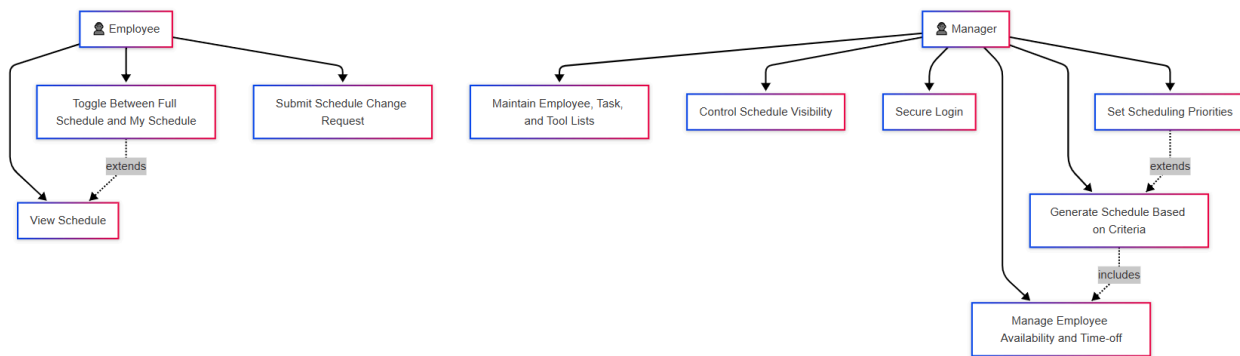 Employee
Manager
Toggle Between Full
Schedule and My Schedule
Submit Schedule Change
Request
Maintain Employee, Task,
and Tool Lists
Control Schedule Visibility
Secure Login
Set Scheduling Priorities
extends
extends
View Schedule
Generate Schedule Based
on Criteria
includes
Manage Employee
Availability and Time-off